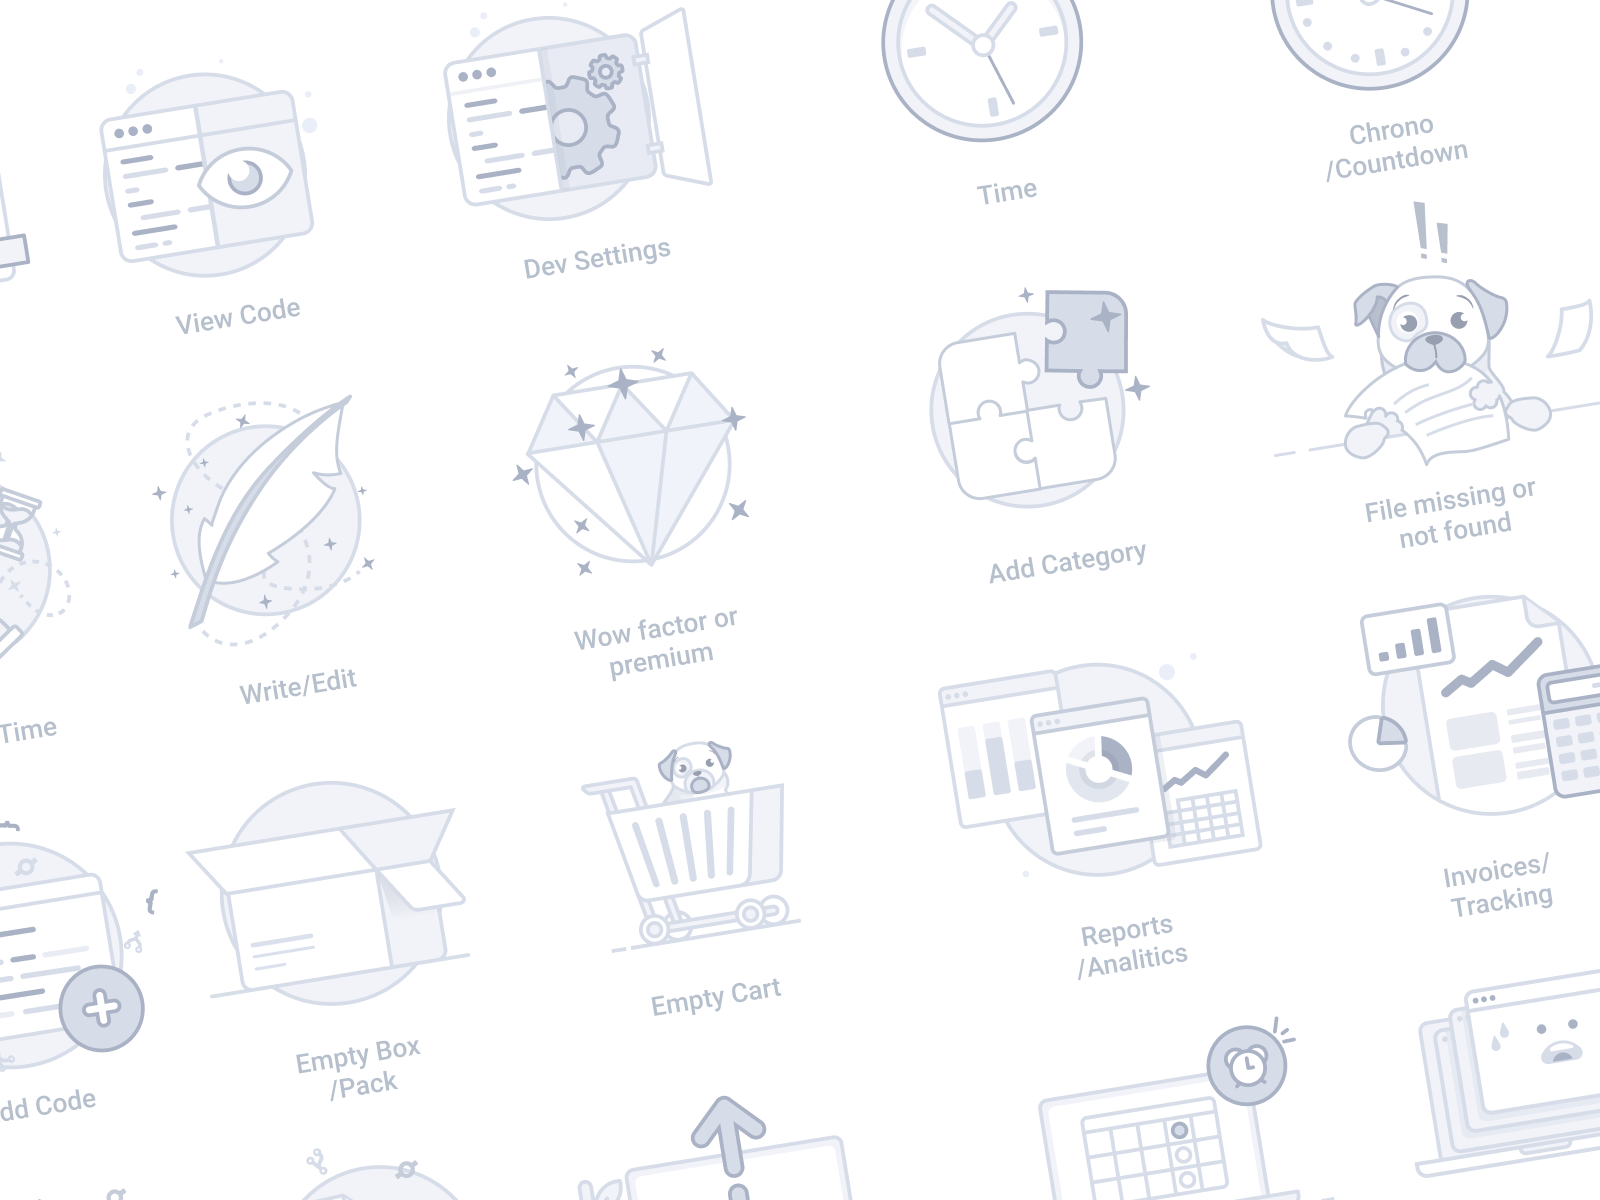 View Code
Dev Settings
Time
Chrono
/Countdown
Time
Write/Edit
Wow factor or
premium
Add Category
File missing or
not found
dd Code
Empty Box
/Pack
Empty Cart
Reports
/Analitics
Invoices/
Tracking